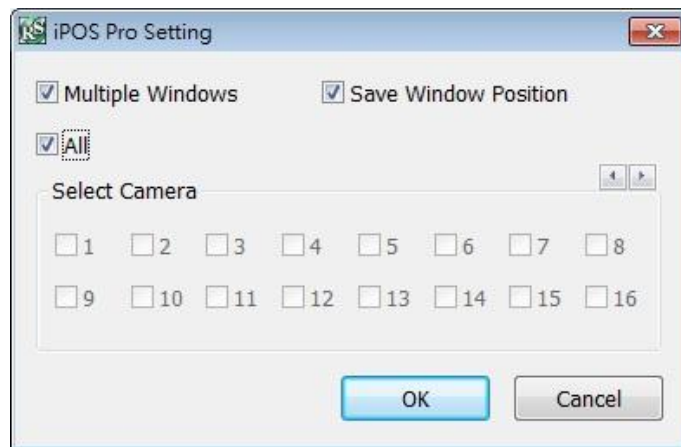 RS iPOS Pro Setting
Multiple Windows Save Window Position
All
Select Camera
1 2 3 4 5 6 7 8
9 10 11 12 13 14 15 16
OK Cancel